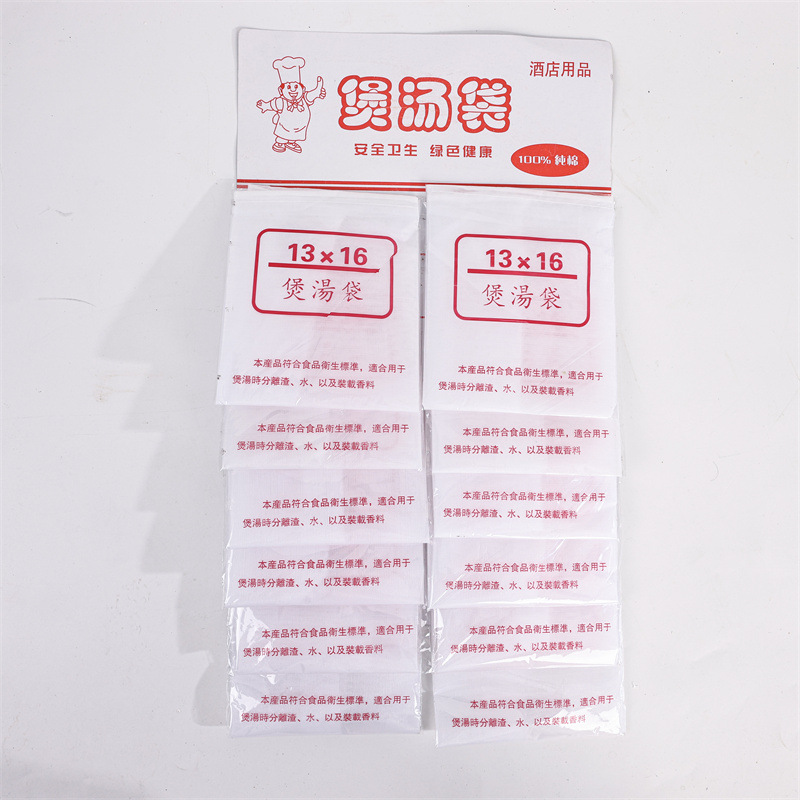 酒店用品
煲汤袋
安全卫生 绿色健康
100% 純棉
13×16
煲湯袋
本産品符合食品衛生標準，適合用于
煲湯時分離渣、水、以及裝載香料
13×16
煲湯袋
本産品符合食品衛生標準，適合用于
煲湯時分離渣、水、以及裝載香料
本産品符合食品衛生標準，適合用于
煲湯時分離渣、水、以及裝載香料
本産品符合食品衛生標準，適合用于
煲湯時分離渣、水、以及裝載香料
本産品符合食品衛生標準，適合用于
煲湯時分離渣、水、以及裝載香料
本産品符合食品衛生標準，適合用于
煲湯時分離渣、水、以及裝載香料
本産品符合食品衛生標準，適合用于
煲湯時分離渣、水、以及裝載香料
本産品符合食品衛生標準，適合用于
煲湯時分離渣、水、以及裝載香料
本産品符合食品衛生標準，適合用于
煲湯時分離渣、水、以及裝載香料
本産品符合食品衛生標準，適合用于
煲湯時分離渣、水、以及裝載香料
本産品符合食品衛生標準，適合用于
煲湯時分離渣、水、以及裝載香料
本産品符合食品衛生標準，適合用于
煲湯時分離渣、水、以及裝載香料